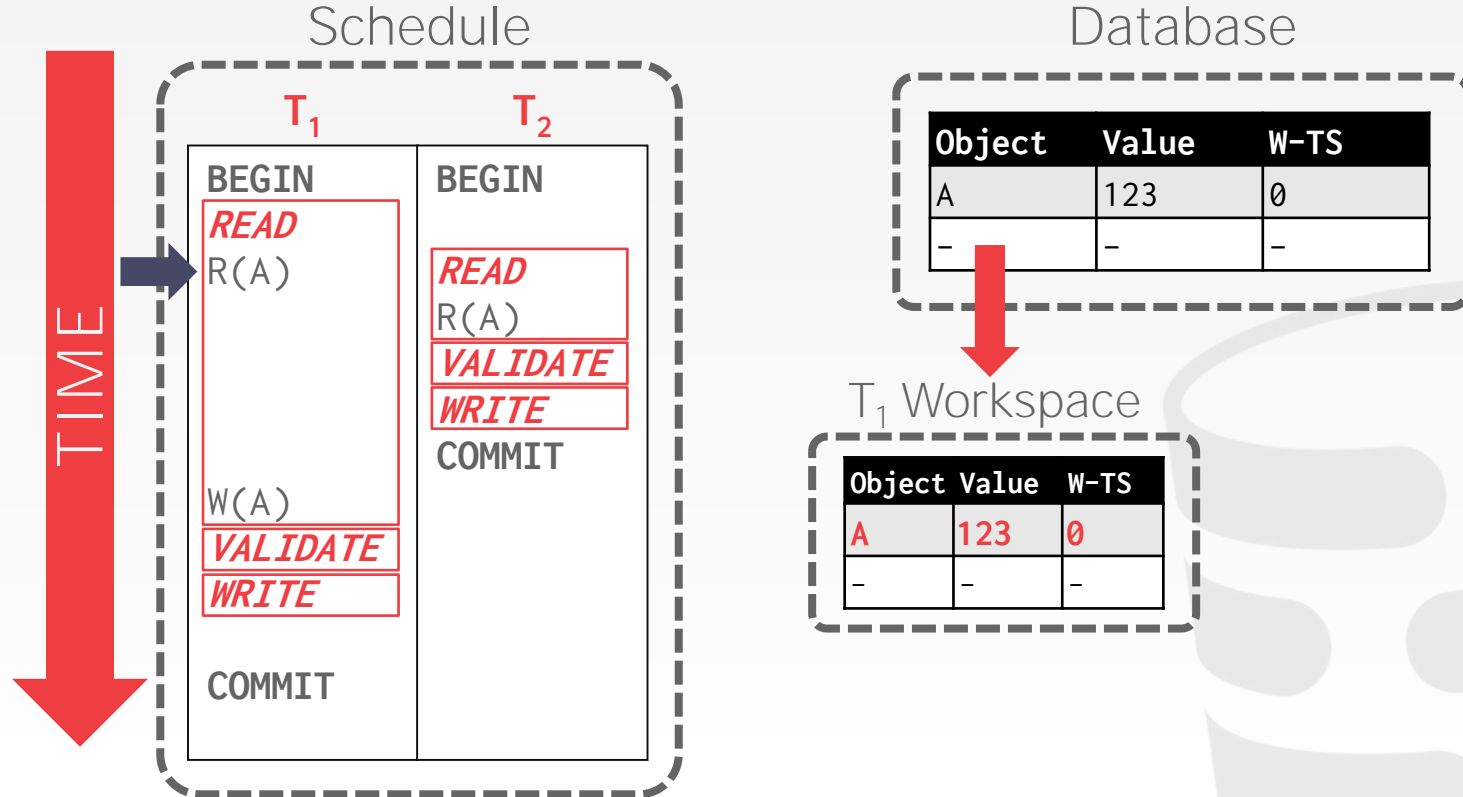 Schedule
TIME
T₁ T₂
BEGIN BEGIN
READ
R(A) READ
R(A)
VALIDATE
WRITE
COMMIT
W(A)
VALIDATE
WRITE
COMMIT
Database
Object Value W-TS
A 123 0
– – –
T₁ Workspace
Object Value W-TS
A 123 0
– – –